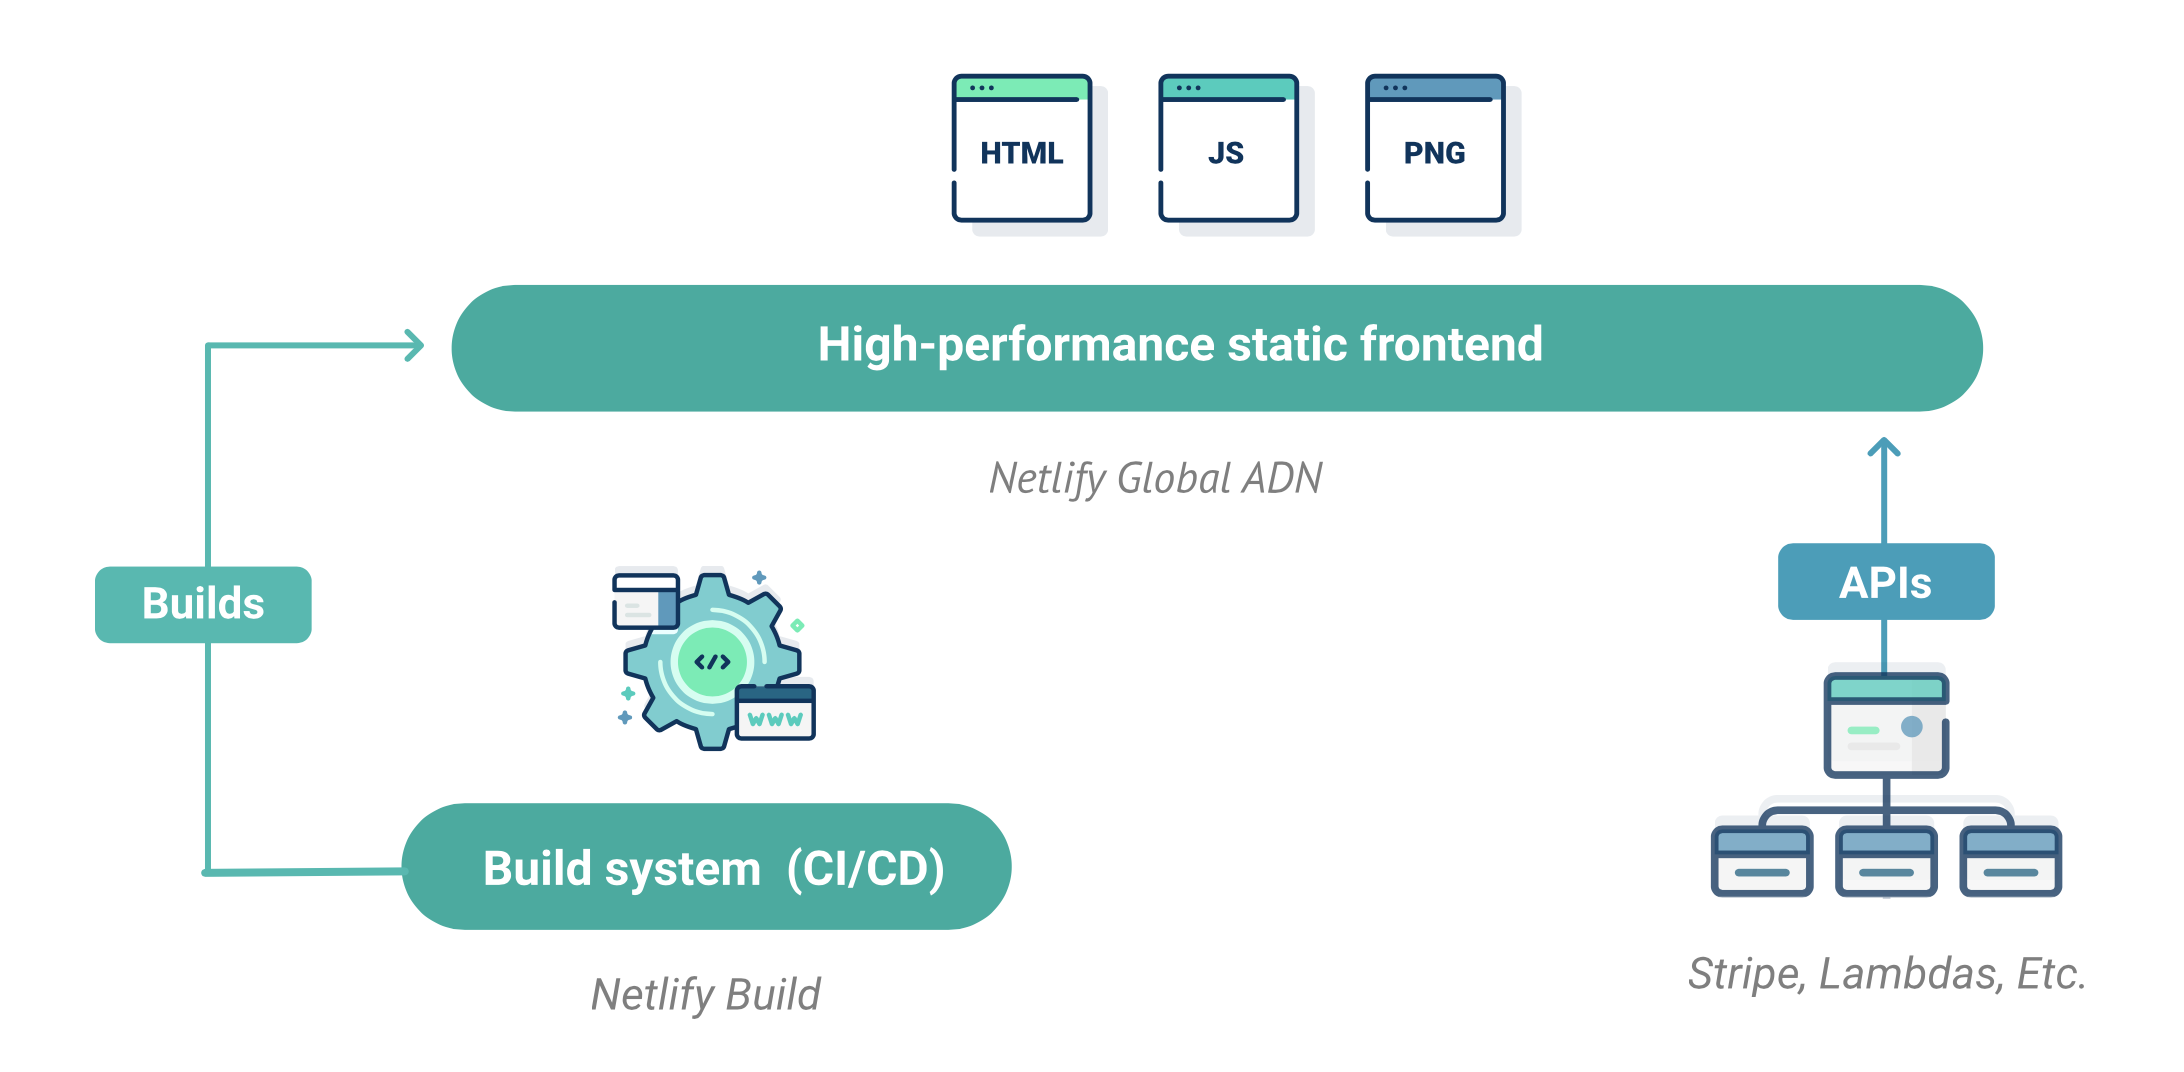 HTML
JS
PNG
High-performance static frontend
Netlify Global ADN
Builds
APIs
</>
www
Build system (CI/CD)
Netlify Build
Stripe, Lambdas, Etc.